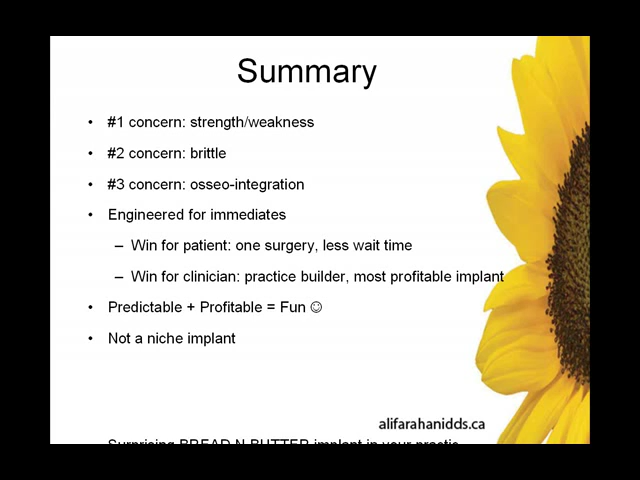 Summary
• #1 concern: strength/weakness
• #2 concern: brittle
• #3 concern: osseo-integration
• Engineered for immediates
– Win for patient: one surgery, less wait time
– Win for clinician: practice builder, most profitable implant
• Predictable + Profitable = Fun ☺
• Not a niche implant
alifarahanidds.ca
Surprising BREAD N BUTTER implant in your